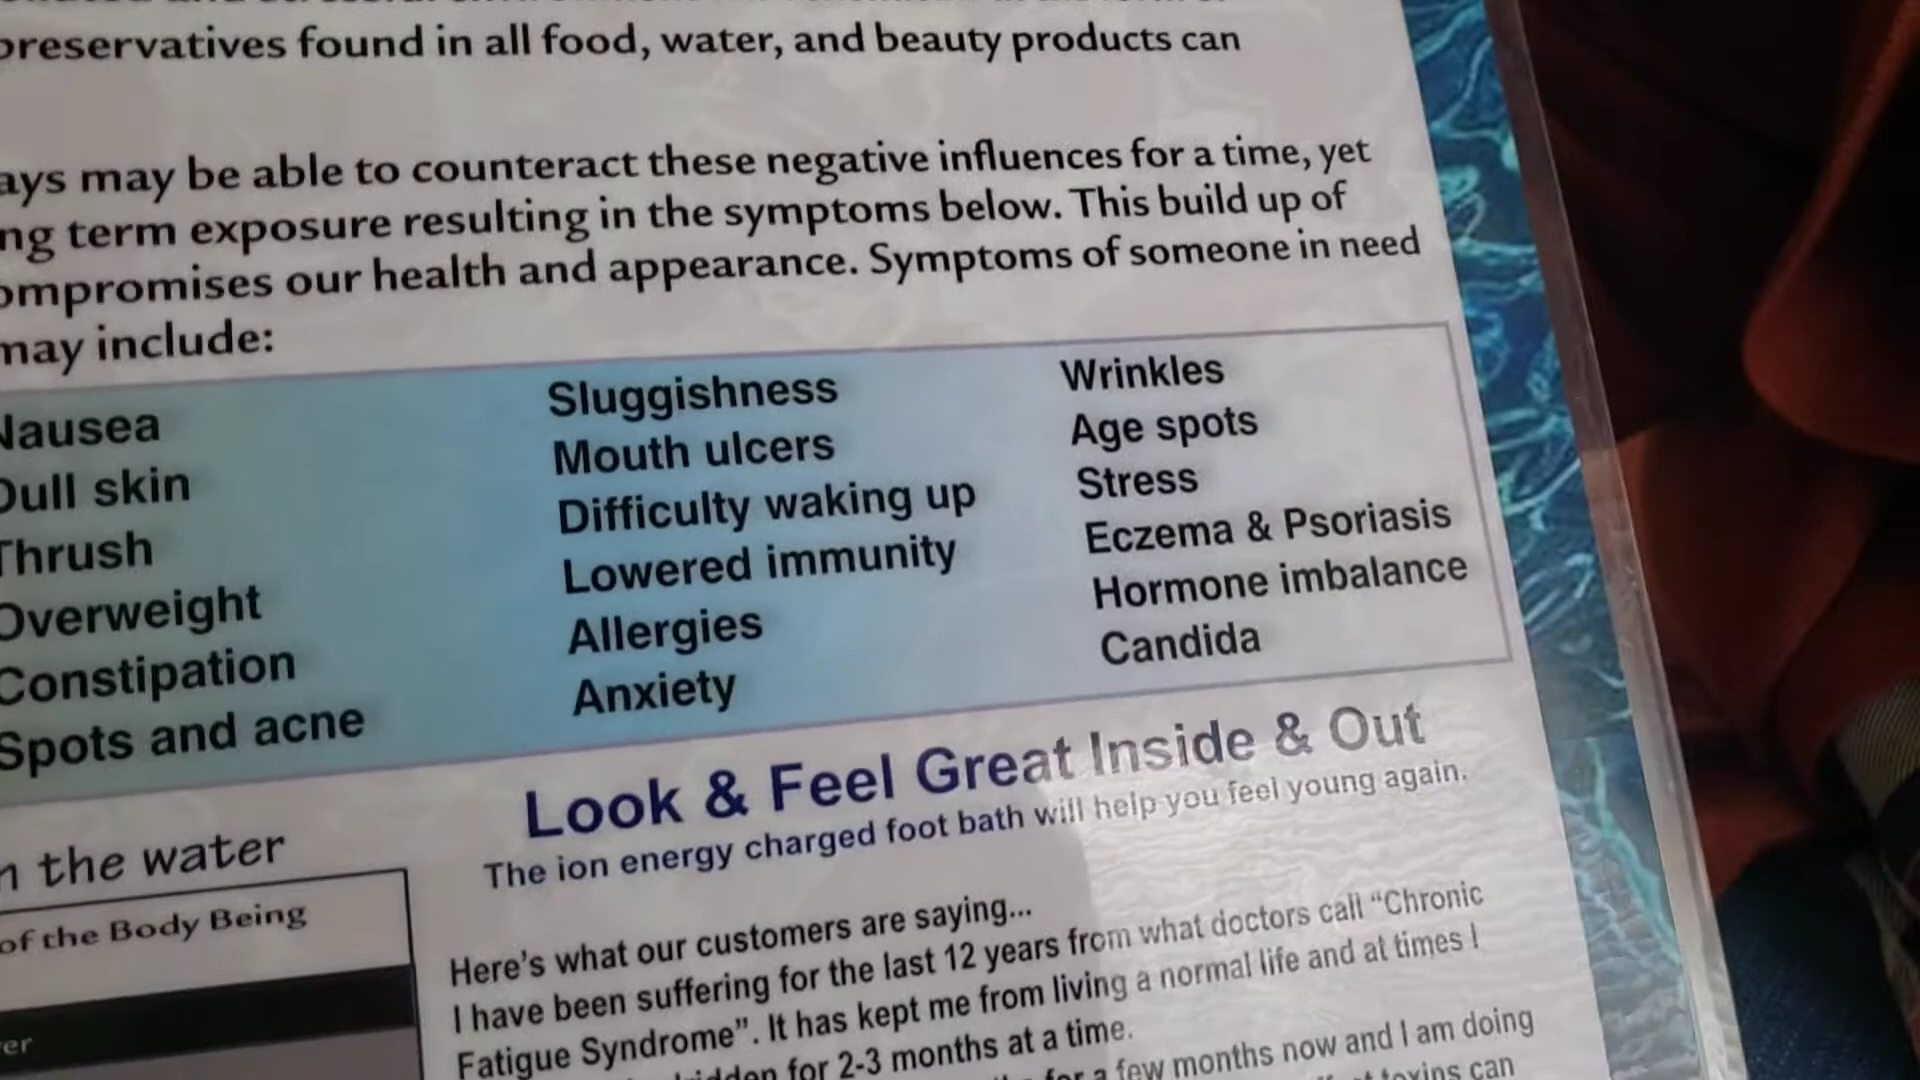 preservatives found in all food, water, and beauty products can
ays may be able to counteract these negative influences for a time, yet
ng term exposure resulting in the symptoms below. This build up of
ompromises our health and appearance. Symptoms of someone in need
may include:
Nausea
Dull skin
Thrush
Overweight
Constipation
Spots and acne
Sluggishness
Mouth ulcers
Difficulty waking up
Lowered immunity
Allergies
Anxiety
Wrinkles
Age spots
Stress
Eczema & Psoriasis
Hormone imbalance
Candida
n the water
of the Body Being
er
Look & Feel Great Inside & Out
The ion energy charged foot bath will help you feel young again.
Here's what our customers are saying...
I have been suffering for the last 12 years from what doctors call “Chronic
Fatigue Syndrome”. It has kept me from living a normal life and at times I
for 2-3 months at a time.
for a few months now and I am doing
toxins can